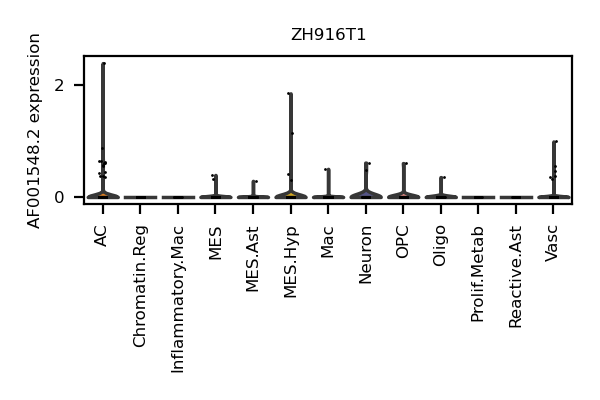 ZH916T1
AF001548.2 expression
2
0
AC
Chromatin.Reg
Inflammatory.Mac
MES
MES.Ast
MES.Hyp
Mac
Neuron
OPC
Oligo
Prolif.Metab
Reactive.Ast
Vasc